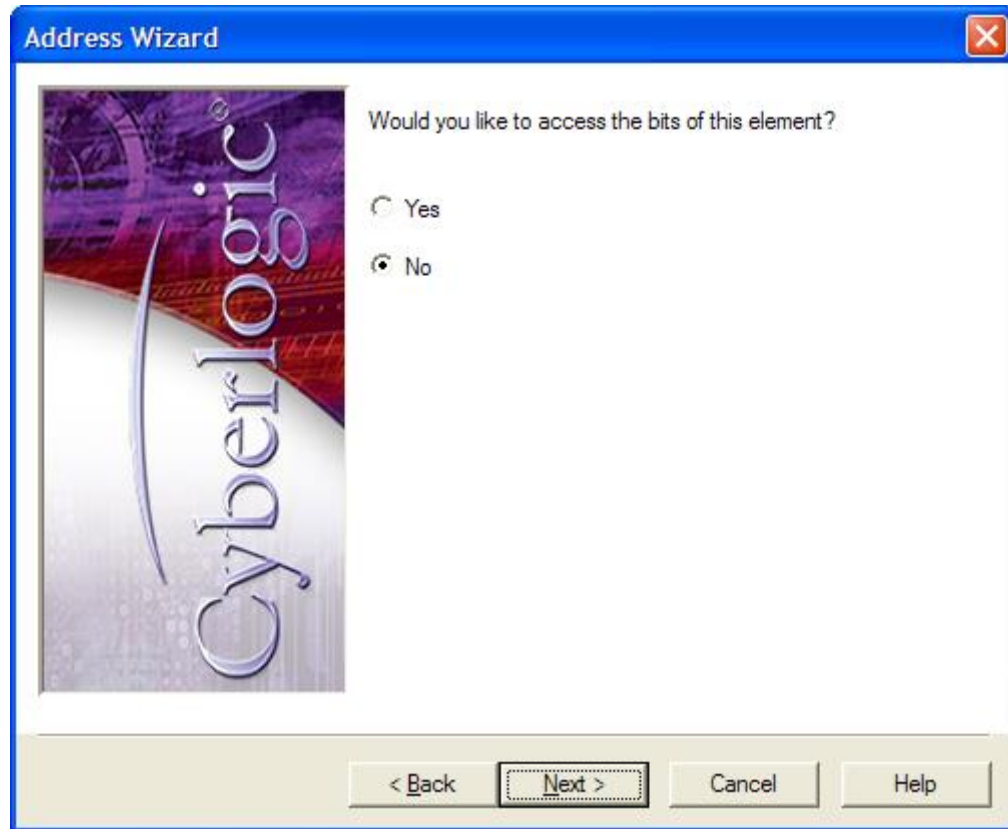 Address Wizard
Cyberlogic®
Would you like to access the bits of this element?
Yes
No
< Back
Next >
Cancel
Help